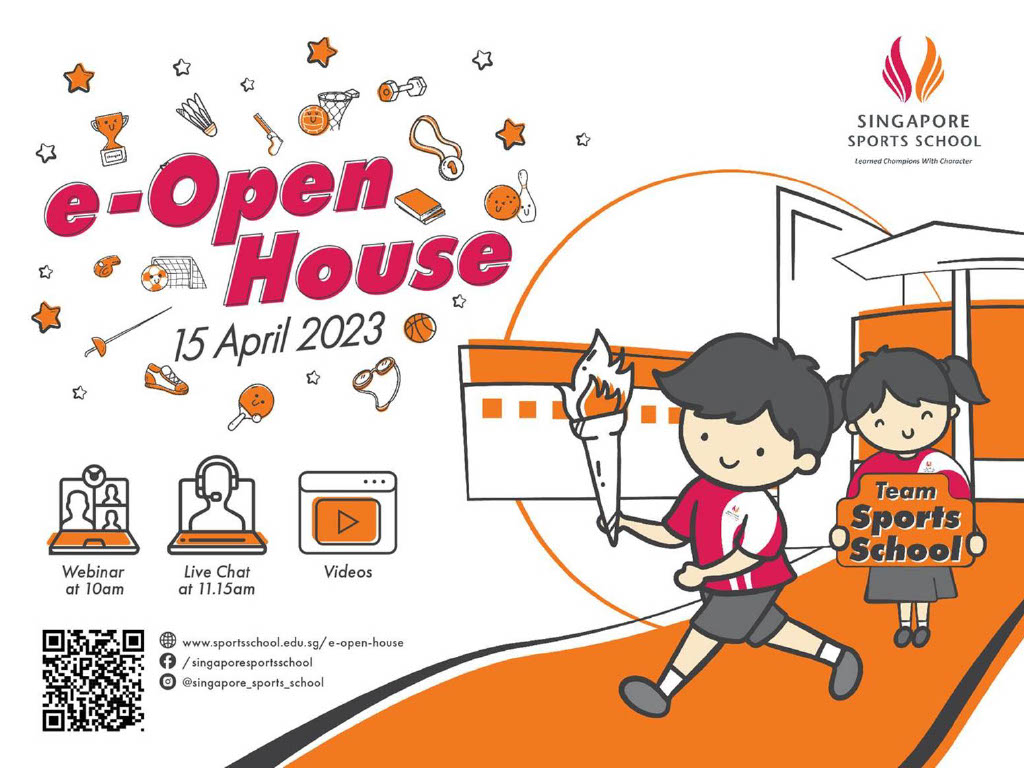 SINGAPORE
SPORTS SCHOOL
Learned Champions With Character
e-Open
House
15 April 2023
1
Team
Sports
School
Webinar
at 10am
Live Chat
at 11.15am
Videos
www.sportsschool.edu.sg/e-open-house
/singaporesportsschool
@singapore_sports_school